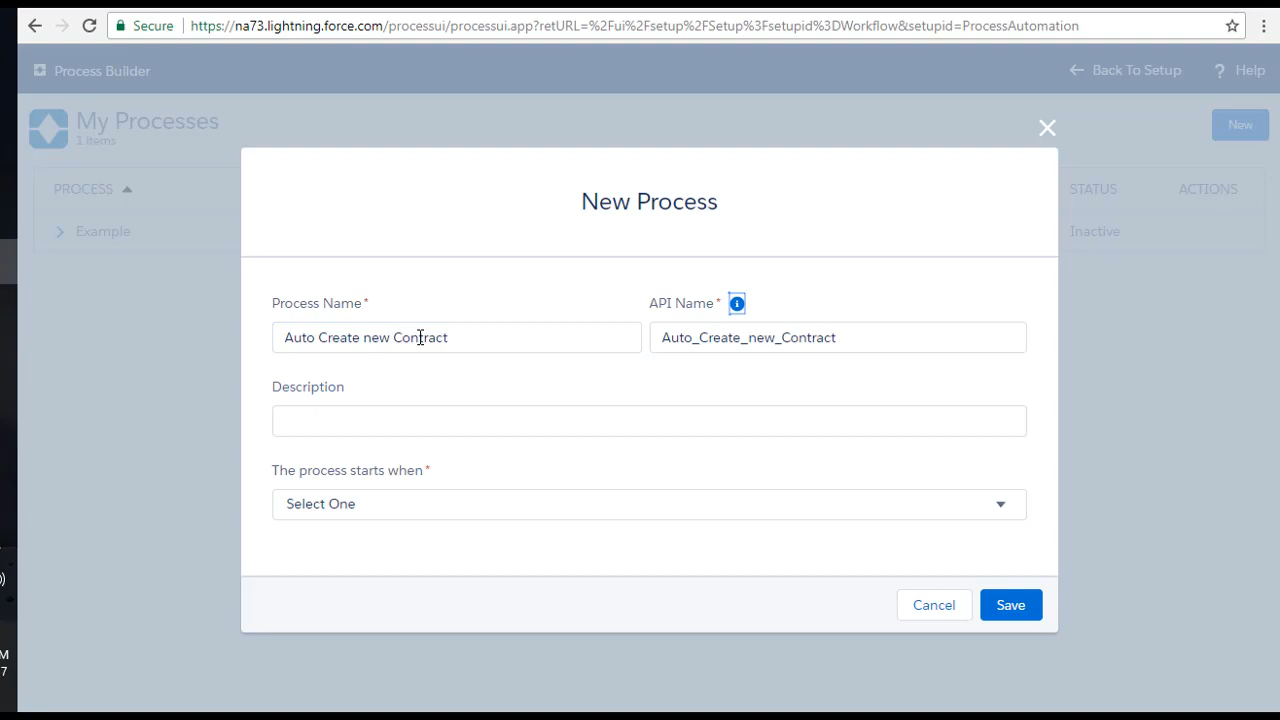 Secure
https://na73.lightning.force.com/processui/processui.app?retURL=%2Fui%2Fsetup%2FSetup%3Fsetupid%3DWorkflow&setupid=ProcessAutomation
Process Builder
Back To Setup
? Help
My Processes
1 Items
New
PROCESS
STATUS
ACTIONS
Example
Inactive
New Process
Process Name*
API Name*
Auto Create new Contract
Auto_Create_new_Contract
Description
The process starts when*
Select One
Cancel
Save
M
7